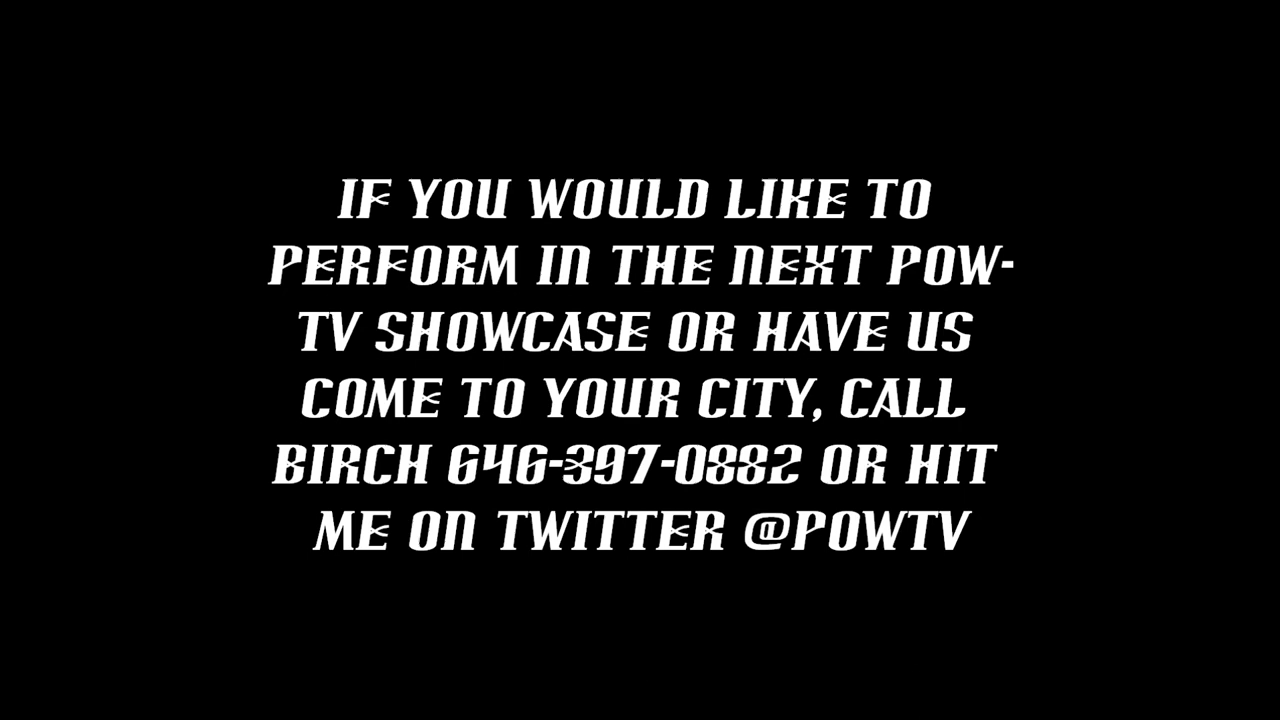 IF YOU WOULD LIKE TO
PERFORM IN THE NEXT POW-
TV SHOWCASE OR HAVE US
COME TO YOUR CITY, CALL
BIRCH 646-397-0882 OR HIT
ME ON TWITTER @POWTV